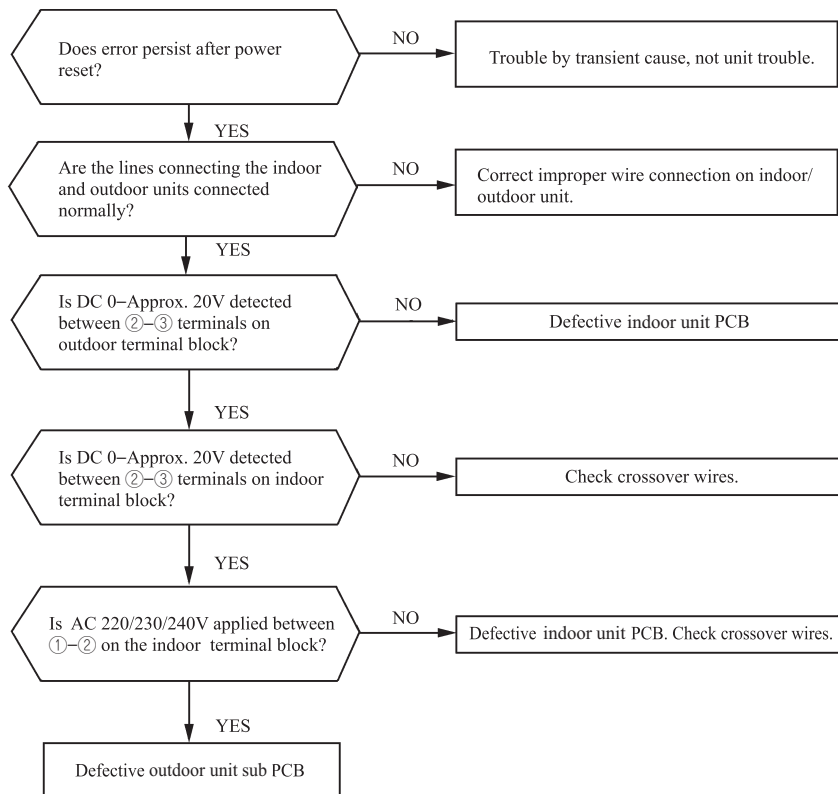 Does error persist after power
reset?
NO
Trouble by transient cause, not unit trouble.
YES
Are the lines connecting the indoor
and outdoor units connected
normally?
NO
Correct improper wire connection on indoor/
outdoor unit.
YES
Is DC 0–Approx. 20V detected
between ②–③ terminals on
outdoor terminal block?
NO
Defective indoor unit PCB
YES
Is DC 0–Approx. 20V detected
between ②–③ terminals on indoor
terminal block?
NO
Check crossover wires.
YES
Is AC 220/230/240V applied between
①–② on the indoor terminal block?
NO
Defective indoor unit PCB. Check crossover wires.
YES
Defective outdoor unit sub PCB